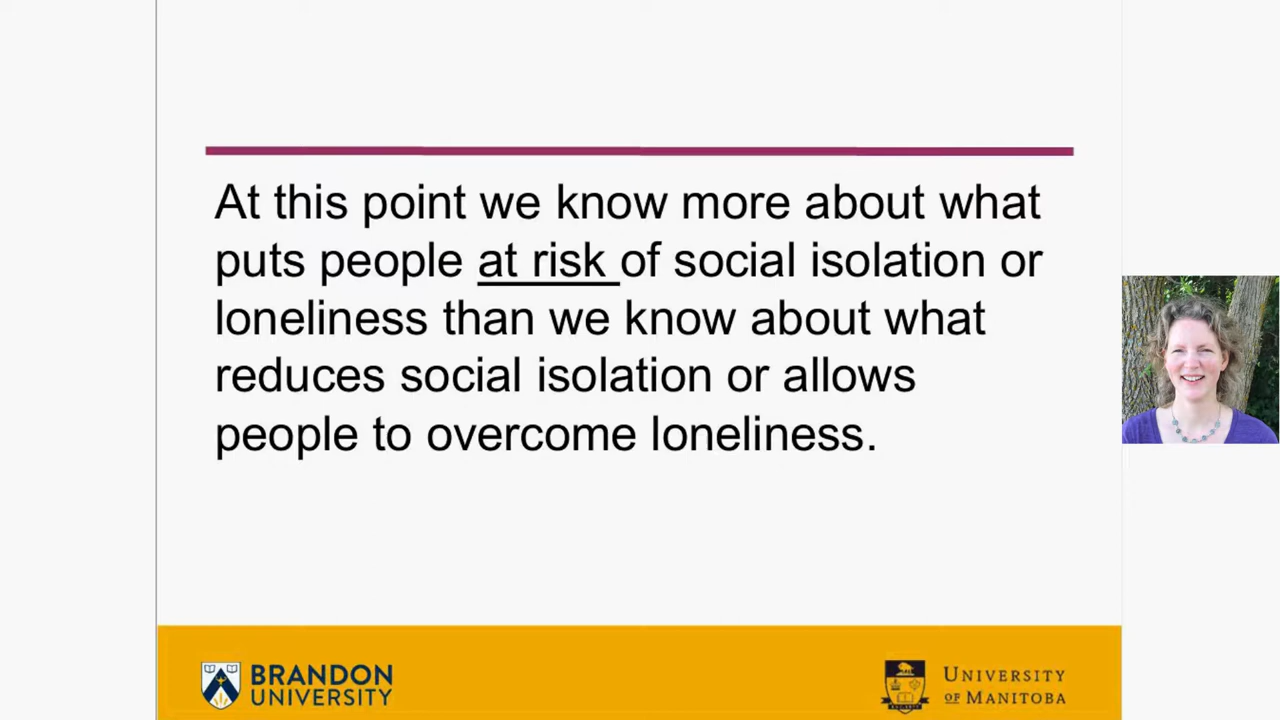 At this point we know more about what
puts people at risk of social isolation or
loneliness than we know about what
reduces social isolation or allows
people to overcome loneliness.
BRANDON
UNIVERSITY
UNIVERSITY
OF MANITOBA